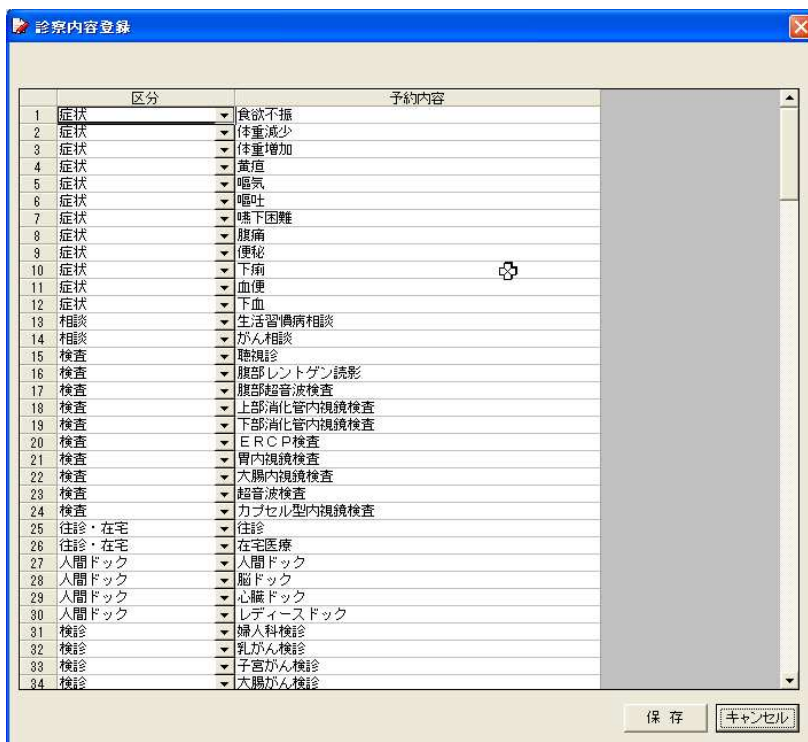 診察内容登録
区分 予約内容
1 症状 食欲不振
2 症状 体重減少
3 症状 体重増加
4 症状 黄疸
5 症状 嘔気
6 症状 嘔吐
7 症状 嚥下困難
8 症状 腹痛
9 症状 便秘
10 症状 下痢
11 症状 血便
12 症状 下血
13 相談 生活習慣病相談
14 相談 がん相談
15 検査 聴視診
16 検査 腹部レントゲン読影
17 検査 腹部超音波検査
18 検査 上部消化管内視鏡検査
19 検査 下部消化管内視鏡検査
20 検査 ERCP検査
21 検査 胃内視鏡検査
22 検査 大腸内視鏡検査
23 検査 超音波検査
24 検査 カプセル型内視鏡検査
25 往診・在宅 往診
26 往診・在宅 在宅医療
27 人間ドック 人間ドック
28 人間ドック 脳ドック
29 人間ドック 心臓ドック
30 人間ドック レディースドック
31 検診 婦人科検診
32 検診 乳がん検診
33 検診 子宮がん検診
34 検診 大腸がん検診
保存 キャンセル